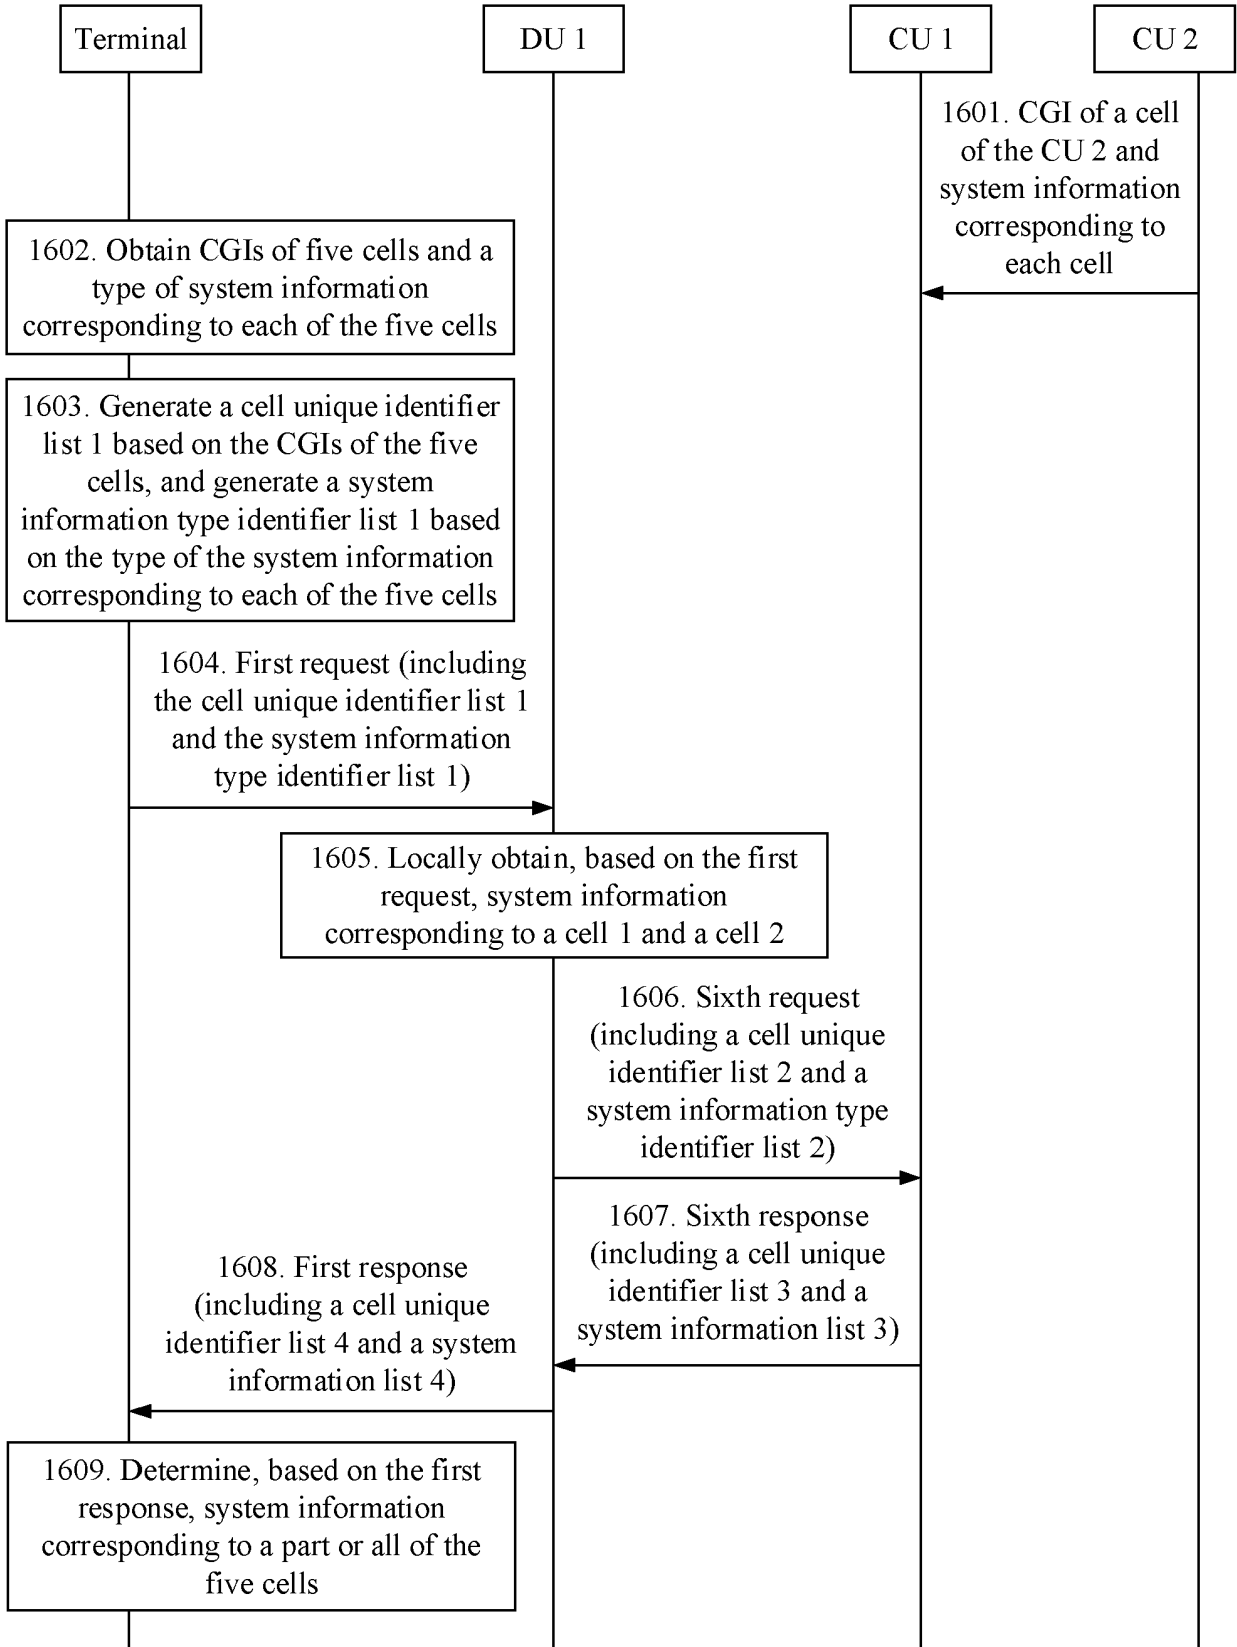 Terminal
DU 1
CU 1
CU 2
1601. CGI of a cell
of the CU 2 and
system information
corresponding to
each cell
1602. Obtain CGIs of five cells and a
type of system information
corresponding to each of the five cells
1603. Generate a cell unique identifier
list 1 based on the CGIs of the five
cells, and generate a system
information type identifier list 1 based
on the type of the system information
corresponding to each of the five cells
1604. First request (including
the cell unique identifier list 1
and the system information
type identifier list 1)
1605. Locally obtain, based on the first
request, system information
corresponding to a cell 1 and a cell 2
1606. Sixth request
(including a cell unique
identifier list 2 and a
system information type
identifier list 2)
1607. Sixth response
(including a cell unique
identifier list 3 and a
system information list 3)
1608. First response
(including a cell unique
identifier list 4 and a system
information list 4)
1609. Determine, based on the first
response, system information
corresponding to a part or all of the
five cells